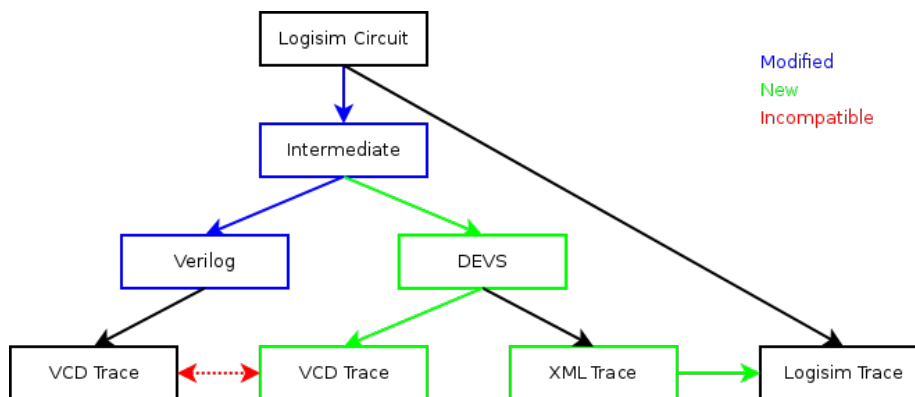 Logisim Circuit
Modified
New
Incompatible
Intermediate
Verilog
DEVS
VCD Trace
VCD Trace
XML Trace
Logisim Trace